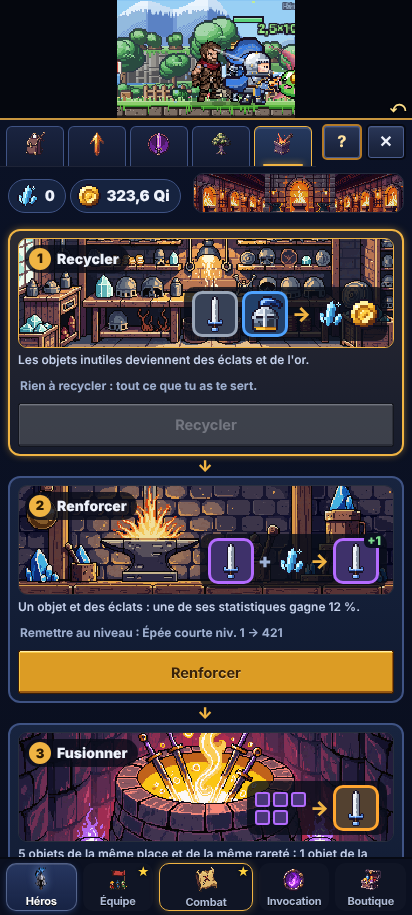 2,5×10
?
×
0
323,6 Qi
1 Recycler
Les objets inutiles deviennent des éclats et de l'or.
Rien à recycler : tout ce que tu as te sert.
Recycler
2 Renforcer
+1
Un objet et des éclats : une de ses statistiques gagne 12 %.
Remettre au niveau : Épée courte niv. 1 → 421
Renforcer
3 Fusionner
5 objets de la même place et de la même rareté : 1 objet de la
Héros
Équipe
Combat
Invocation
Boutique